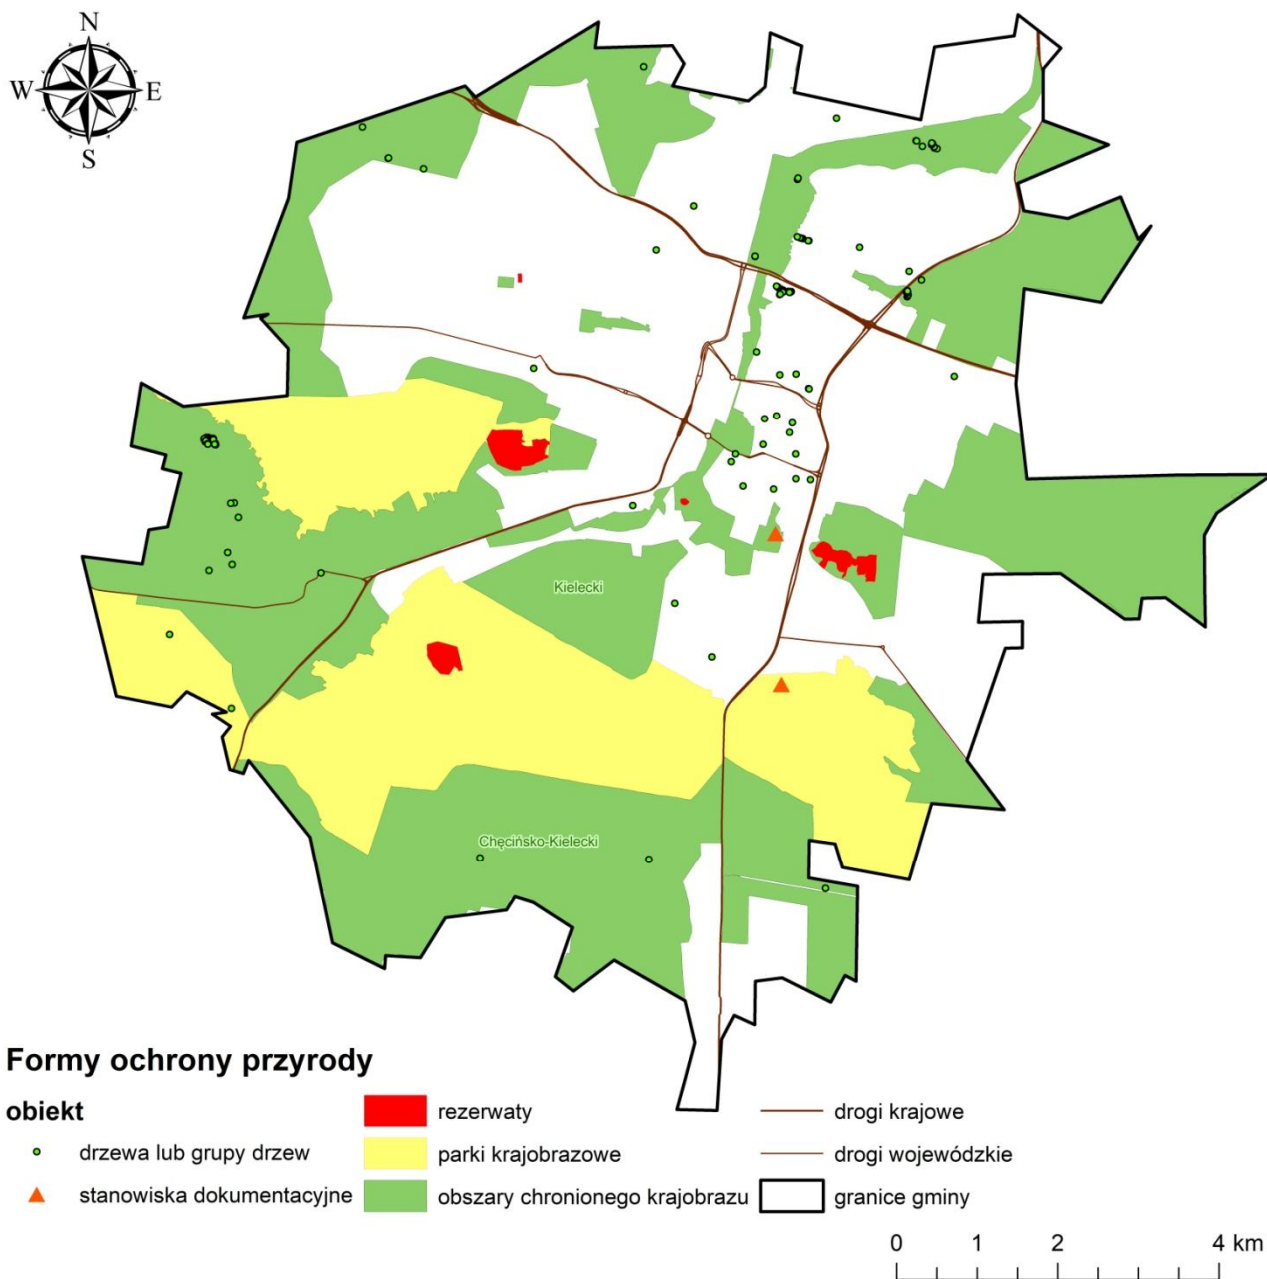 N
W
E
S
Kielecki
Chęcińsko-Kielecki
Formy ochrony przyrody
obiekt
drzewa lub grupy drzew
stanowiska dokumentacyjne
rezerwaty
parki krajobrazowe
obszary chronionego krajobrazu
drogi krajowe
drogi wojewódzkie
granice gminy
0 1 2 4 km